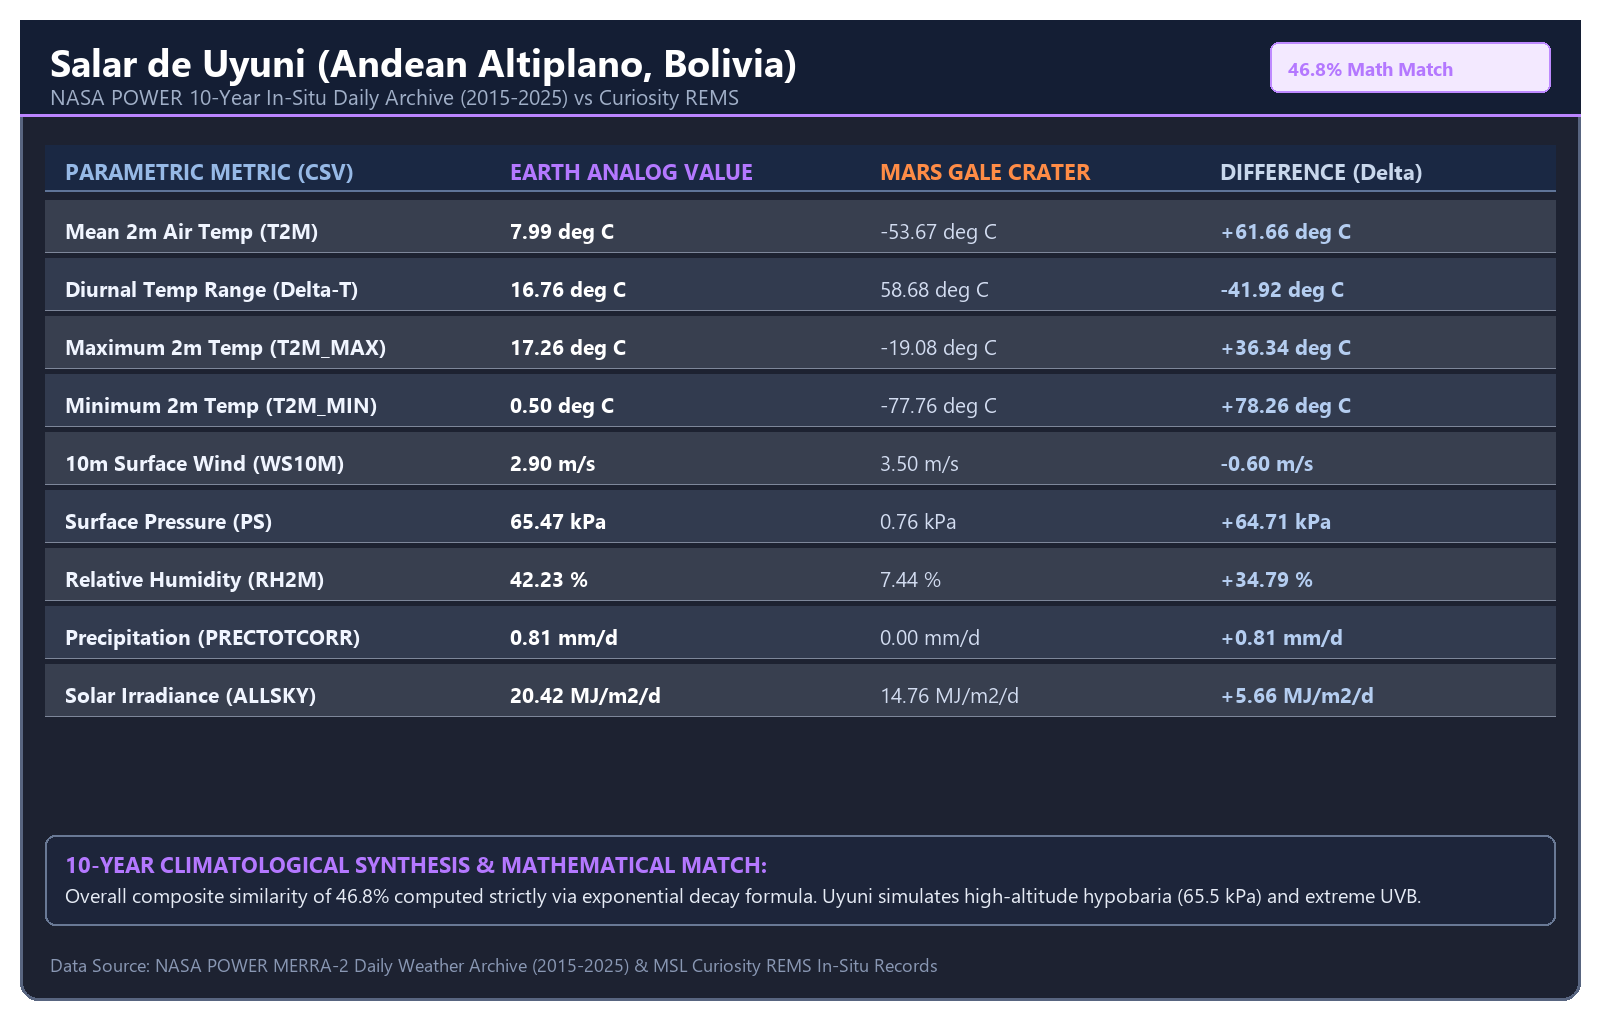 Salar de Uyuni (Andean Altiplano, Bolivia)
NASA POWER 10-Year In-Situ Daily Archive (2015-2025) vs Curiosity REMS
46.8% Math Match
PARAMETRIC METRIC (CSV) EARTH ANALOG VALUE MARS GALE CRATER DIFFERENCE (Delta)
Mean 2m Air Temp (T2M) 7.99 deg C -53.67 deg C +61.66 deg C
Diurnal Temp Range (Delta-T) 16.76 deg C 58.68 deg C -41.92 deg C
Maximum 2m Temp (T2M_MAX) 17.26 deg C -19.08 deg C +36.34 deg C
Minimum 2m Temp (T2M_MIN) 0.50 deg C -77.76 deg C +78.26 deg C
10m Surface Wind (WS10M) 2.90 m/s 3.50 m/s -0.60 m/s
Surface Pressure (PS) 65.47 kPa 0.76 kPa +64.71 kPa
Relative Humidity (RH2M) 42.23 % 7.44 % +34.79 %
Precipitation (PRECTOTCORR) 0.81 mm/d 0.00 mm/d +0.81 mm/d
Solar Irradiance (ALLSKY) 20.42 MJ/m2/d 14.76 MJ/m2/d +5.66 MJ/m2/d
10-YEAR CLIMATOLOGICAL SYNTHESIS & MATHEMATICAL MATCH:
Overall composite similarity of 46.8% computed strictly via exponential decay formula. Uyuni simulates high-altitude hypobaria (65.5 kPa) and extreme UVB.
Data Source: NASA POWER MERRA-2 Daily Weather Archive (2015-2025) & MSL Curiosity REMS In-Situ Records